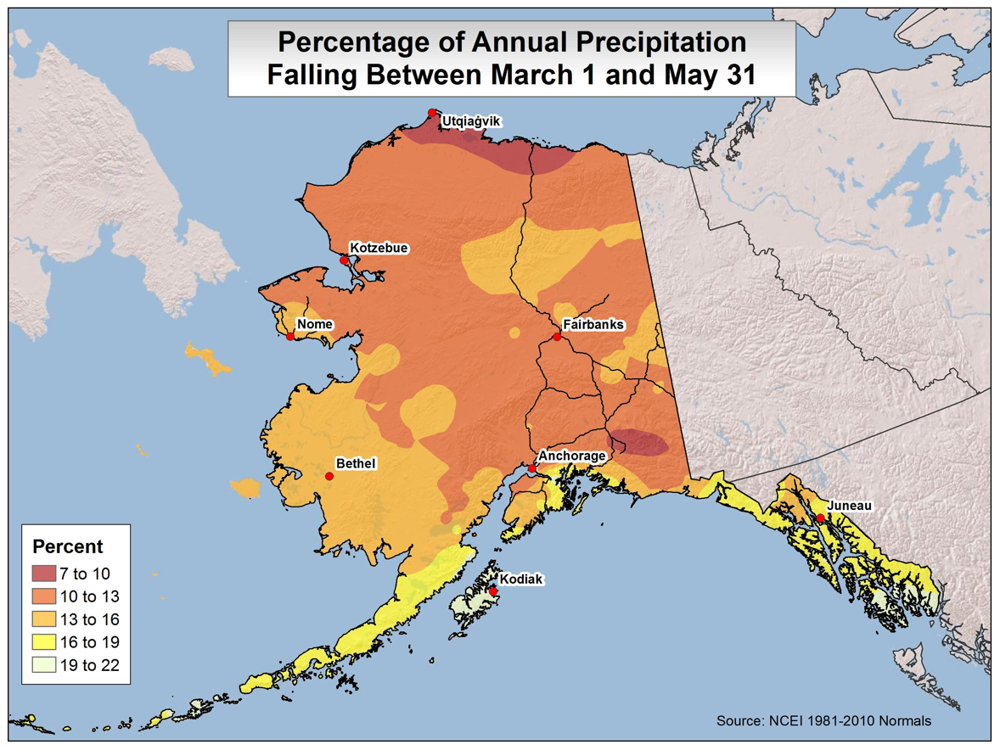 Percentage of Annual Precipitation
Falling Between March 1 and May 31
Utqiaġvik
Kotzebue
Nome
Fairbanks
Anchorage
Bethel
Juneau
Kodiak
Percent
7 to 10
10 to 13
13 to 16
16 to 19
19 to 22
Source: NCEI 1981-2010 Normals